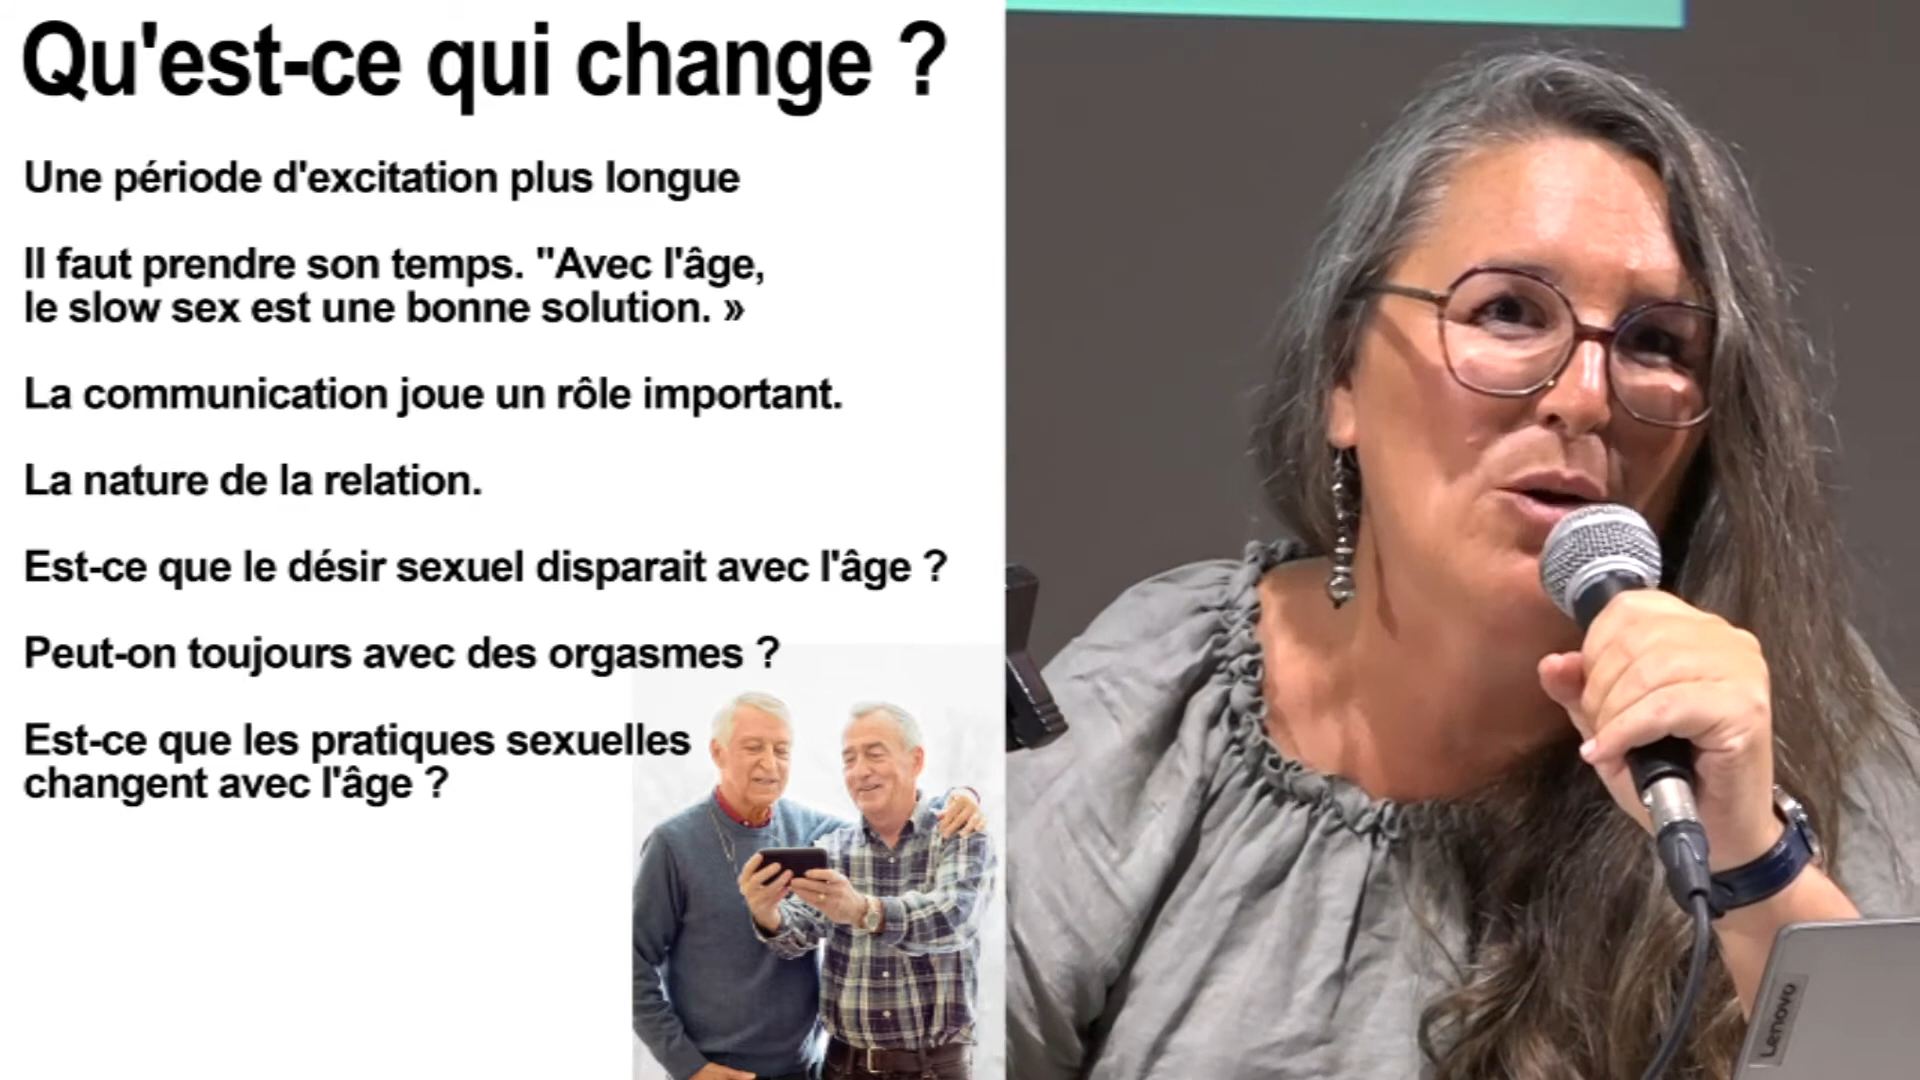 Qu'est-ce qui change ?
Une période d'excitation plus longue
Il faut prendre son temps. "Avec l'âge,
le slow sex est une bonne solution. »
La communication joue un rôle important.
La nature de la relation.
Est-ce que le désir sexuel disparait avec l'âge ?
Peut-on toujours avec des orgasmes ?
Est-ce que les pratiques sexuelles
changent avec l'âge ?
Lenovo